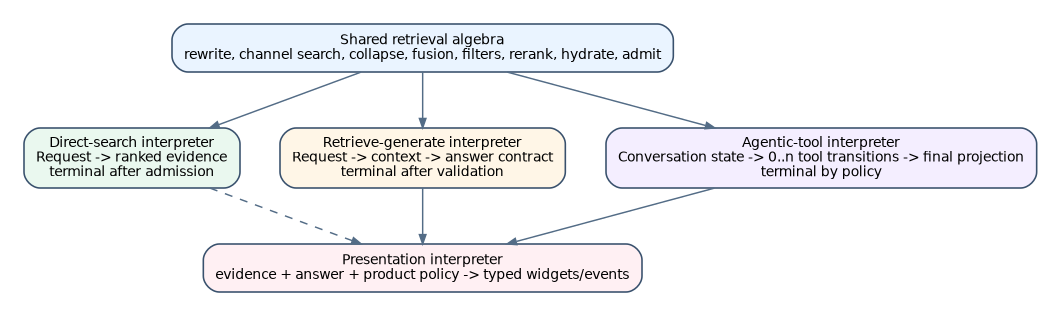 Shared retrieval algebra
rewrite, channel search, collapse, fusion, filters, rerank, hydrate, admit
Direct-search interpreter
Request -> ranked evidence
terminal after admission
Retrieve-generate interpreter
Request -> context -> answer contract
terminal after validation
Agentic-tool interpreter
Conversation state -> 0..n tool transitions -> final projection
terminal by policy
Presentation interpreter
evidence + answer + product policy -> typed widgets/events